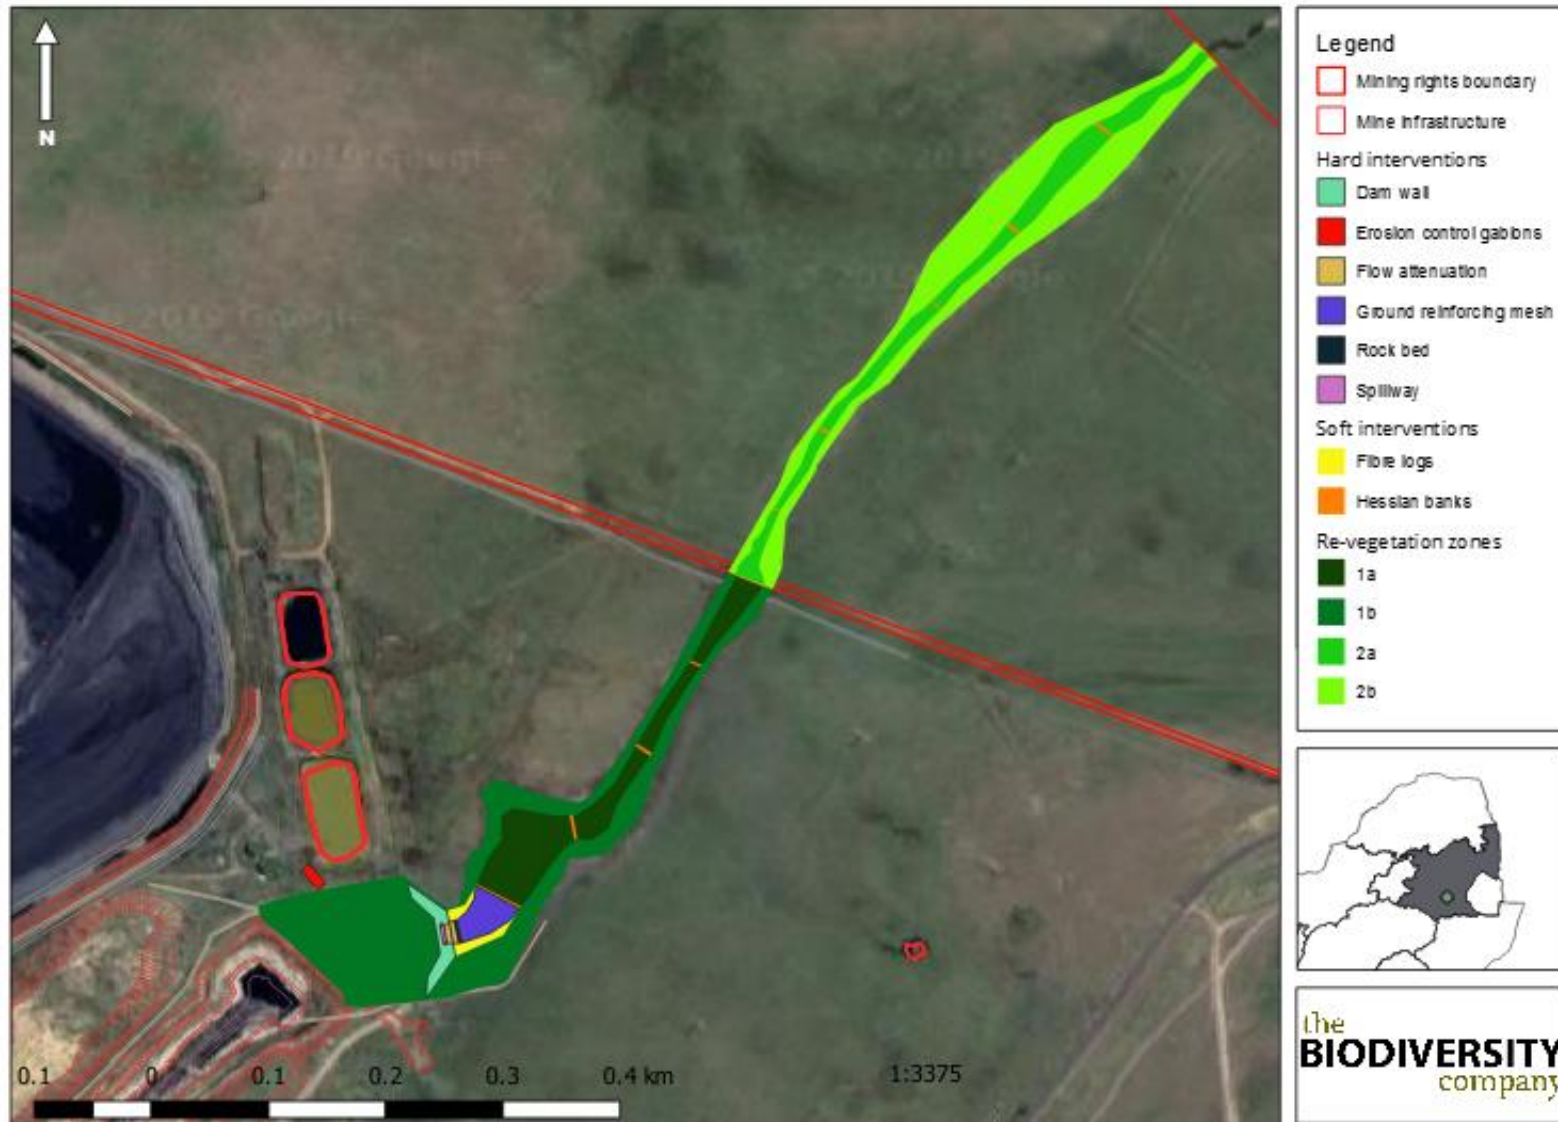 N
Legend
Mining rights boundary
Mine infrastructure
Hard interventions
Dam wall
Erosion control gabions
Flow attenuation
Ground reinforcing mesh
Rock bed
Spillway
Soft interventions
Fibre logs
Hessian banks
Re-vegetation zones
1a
1b
2a
2b
0.1 0 0.1 0.2 0.3 0.4 km
1:3375
the
BIODIVERSITY
company